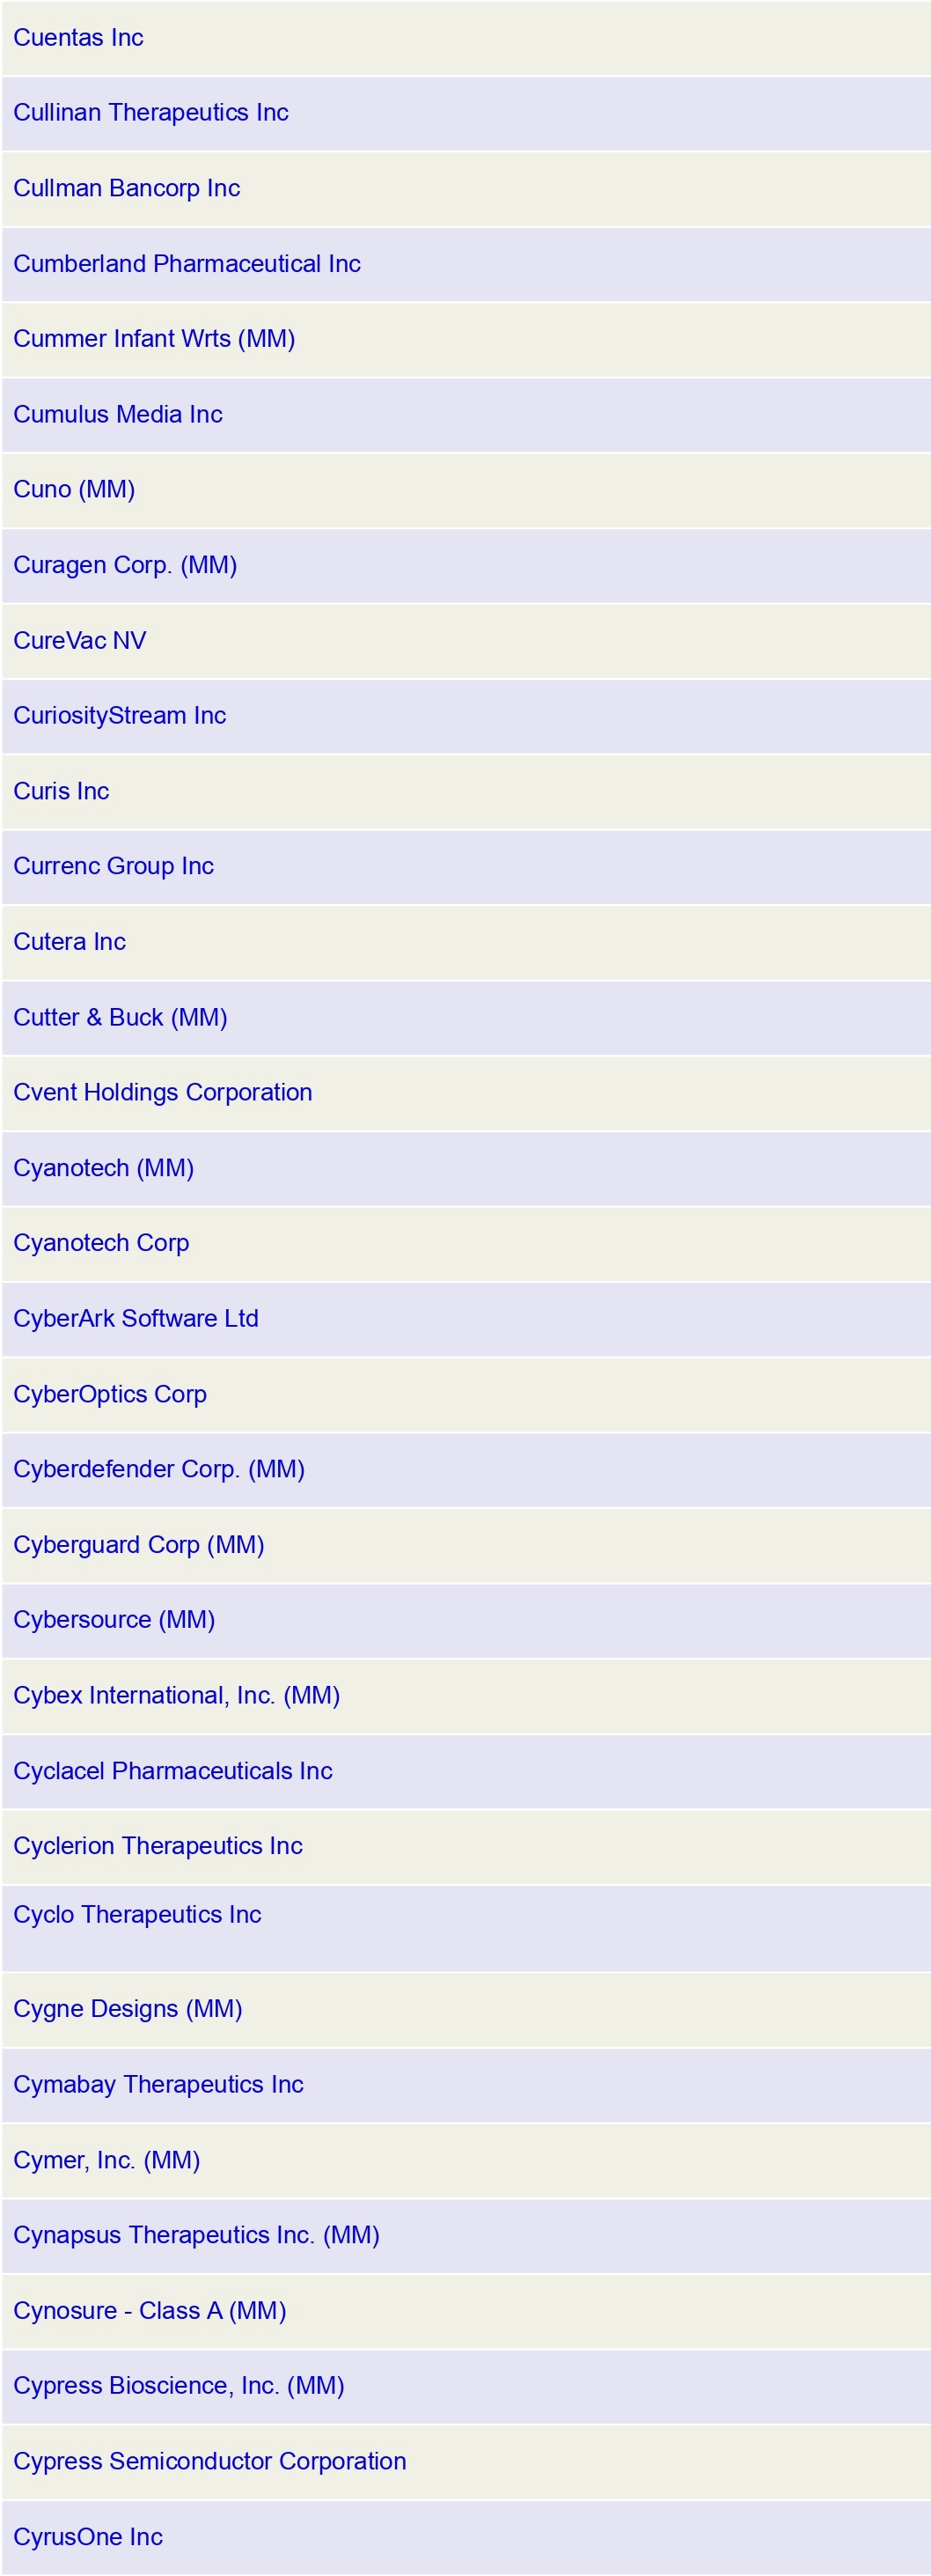 Cuentas Inc
Cullinan Therapeutics Inc
Cullman Bancorp Inc
Cumberland Pharmaceutical Inc
Cummer Infant Wrts (MM)
Cumulus Media Inc
Cuno (MM)
Curagen Corp. (MM)
CureVac NV
CuriosityStream Inc
Curis Inc
Currenc Group Inc
Cutera Inc
Cutter & Buck (MM)
Cvent Holdings Corporation
Cyanotech (MM)
Cyanotech Corp
CyberArk Software Ltd
CyberOptics Corp
Cyberdefender Corp. (MM)
Cyberguard Corp (MM)
Cybersource (MM)
Cybex International, Inc. (MM)
Cyclacel Pharmaceuticals Inc
Cyclerion Therapeutics Inc
Cyclo Therapeutics Inc
Cygne Designs (MM)
Cymabay Therapeutics Inc
Cymer, Inc. (MM)
Cynapsus Therapeutics Inc. (MM)
Cynosure - Class A (MM)
Cypress Bioscience, Inc. (MM)
Cypress Semiconductor Corporation
CyrusOne Inc